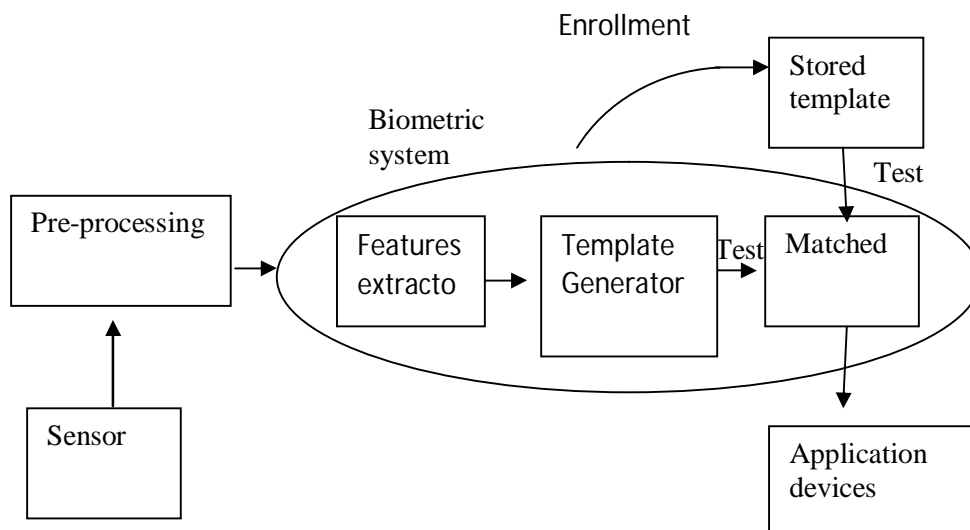 Enrollment
Stored
template
Biometric
system
Test
Pre-processing
Features
extracto
Template
Generator
Test
Matched
Sensor
Application
devices